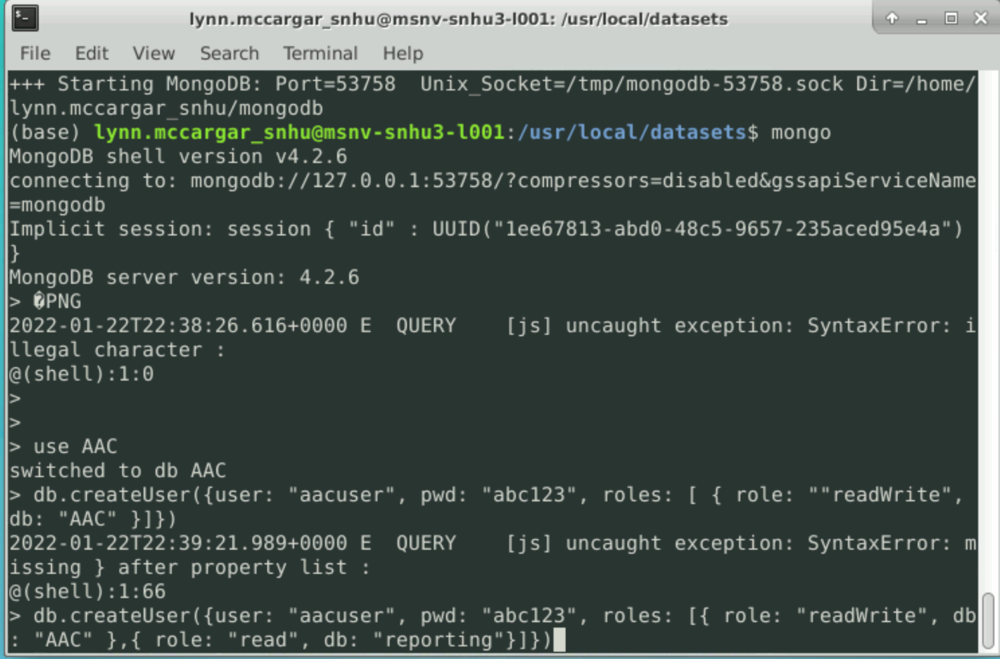 lynn.mccargar_snhu@msnv-snhu3-l001: /usr/local/datasets
File Edit View Search Terminal Help
+++ Starting MongoDB: Port=53758  Unix_Socket=/tmp/mongodb-53758.sock Dir=/home/
lynn.mccargar_snhu/mongodb
(base) lynn.mccargar_snhu@msnv-snhu3-l001:/usr/local/datasets$ mongo
MongoDB shell version v4.2.6
connecting to: mongodb://127.0.0.1:53758/?compressors=disabled&gssapiServiceName
=mongodb
Implicit session: session { "id" : UUID("1ee67813-abd0-48c5-9657-235aced95e4a")
}
MongoDB server version: 4.2.6
> �PNG
2022-01-22T22:38:26.616+0000 E  QUERY    [js] uncaught exception: SyntaxError: i
llegal character :
@(shell):1:0
>
>
> use AAC
switched to db AAC
> db.createUser({user: "aacuser", pwd: "abc123", roles: [ { role: ""readWrite",
db: "AAC" }]})
2022-01-22T22:39:21.989+0000 E  QUERY    [js] uncaught exception: SyntaxError: m
issing } after property list :
@(shell):1:66
> db.createUser({user: "aacuser", pwd: "abc123", roles: [{ role: "readWrite", db
: "AAC" },{ role: "read", db: "reporting"}]})